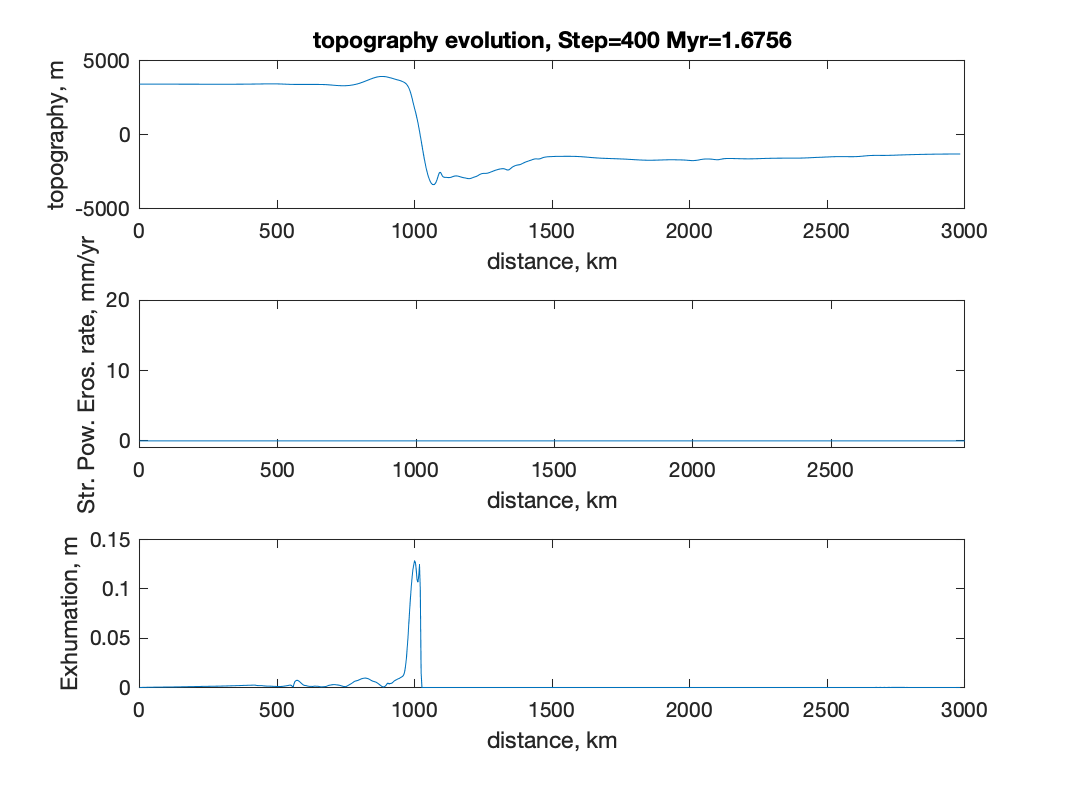 topography evolution, Step=400 Myr=1.6756
topography, m
5000
0
-5000
0 500 1000 1500 2000 2500 3000
distance, km
Str. Pow. Eros. rate, mm/yr
20
10
0
0 500 1000 1500 2000 2500
distance, km
Exhumation, m
0.15
0.1
0.05
0
0 500 1000 1500 2000 2500 3000
distance, km